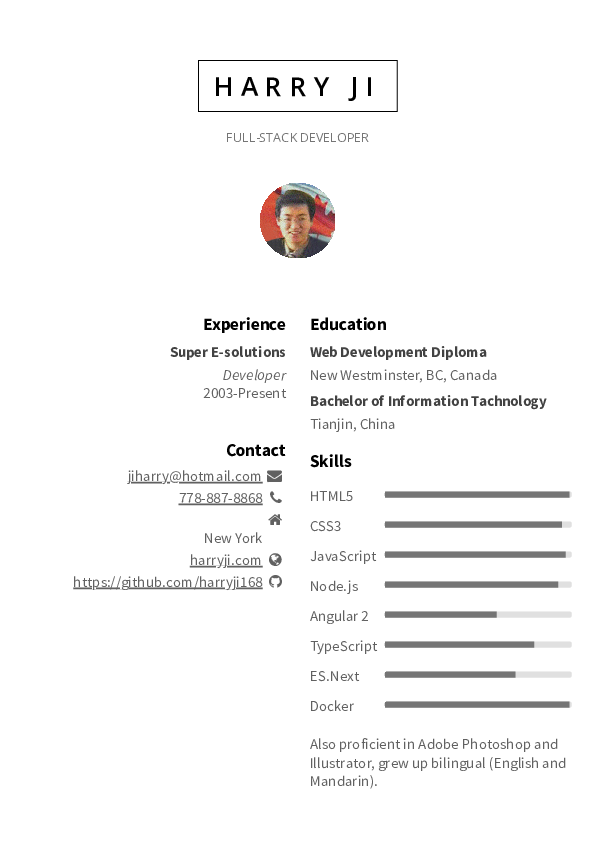 HARRY JI
FULL-STACK DEVELOPER
Experience
Super E-solutions
Developer
2003-Present
Contact
jiharry@hotmail.com
778-887-8868
New York
harryji.com
https://github.com/harryji168
Education
Web Development Diploma
New Westminster, BC, Canada
Bachelor of Information Tachnology
Tianjin, China
Skills
HTML5
CSS3
JavaScript
Node.js
Angular 2
TypeScript
ES.Next
Docker
Also proficient in Adobe Photoshop and
Illustrator, grew up bilingual (English and
Mandarin).